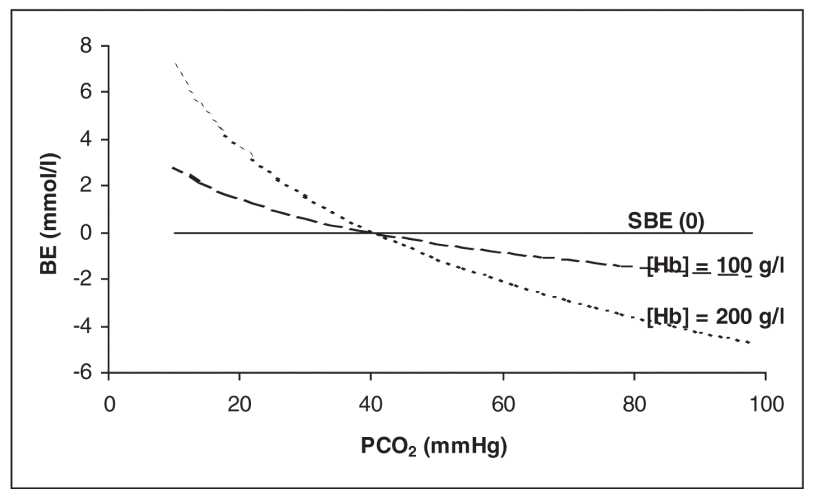 8
6
4
2
0
-2
-4
-6
BE (mmol/l)
SBE (0)
[Hb] = 100 g/l
[Hb] = 200 g/l
0 20 40 60 80 100
PCO₂ (mmHg)